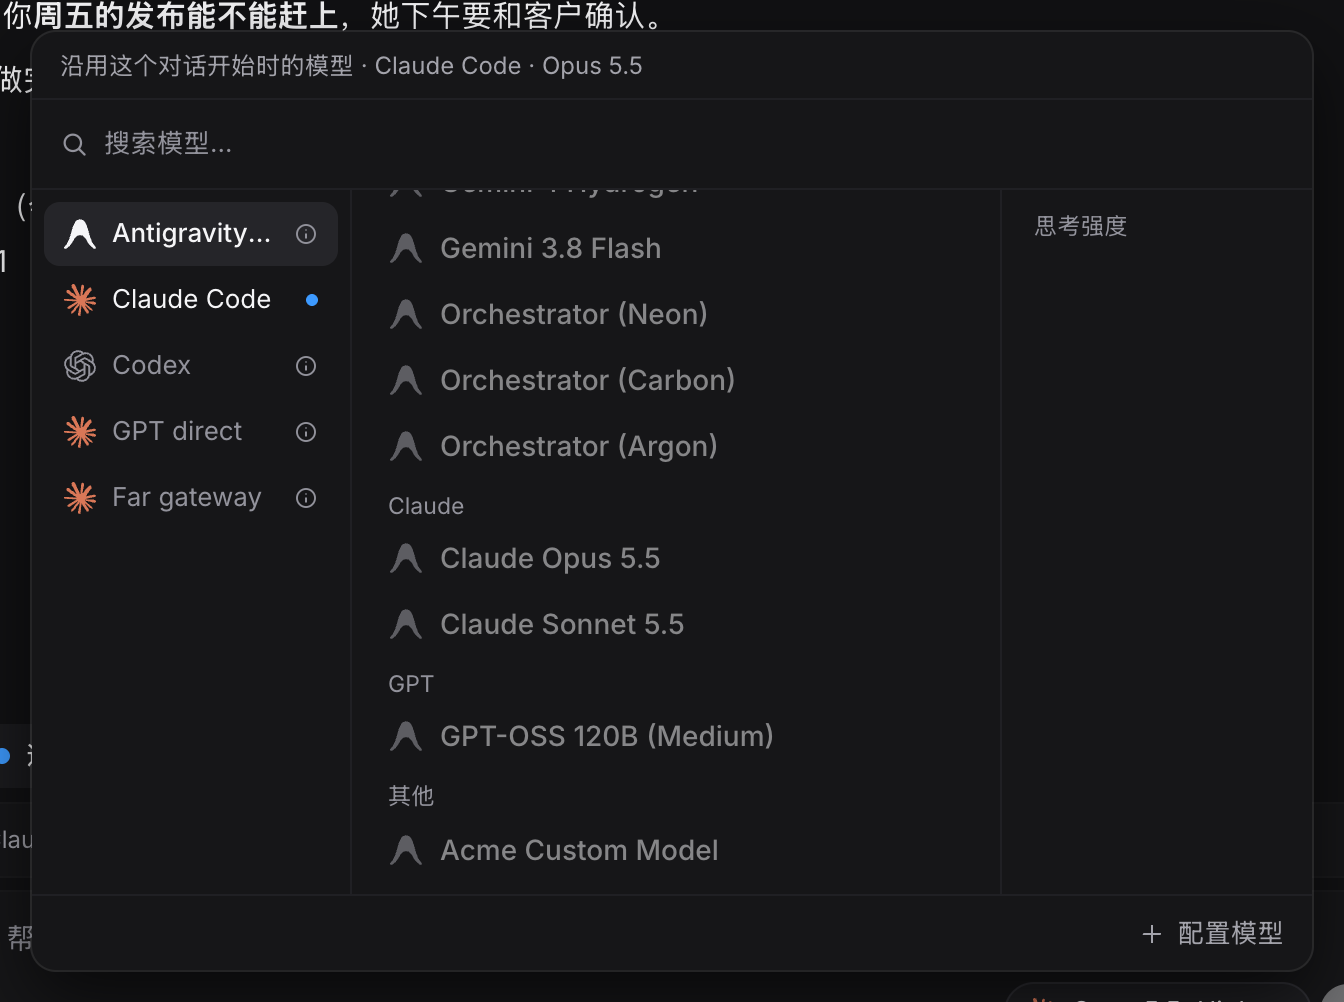 你周五的发布能不能赶上，她下午要和客户确认。
沿用这个对话开始时的模型 · Claude Code · Opus 5.5
搜索模型...
Antigravity...
Claude Code
Codex
GPT direct
Far gateway
Gemini 3.8 Flash
Orchestrator (Neon)
Orchestrator (Carbon)
Orchestrator (Argon)
Claude
Claude Opus 5.5
Claude Sonnet 5.5
GPT
GPT-OSS 120B (Medium)
其他
Acme Custom Model
思考强度
帮
+ 配置模型